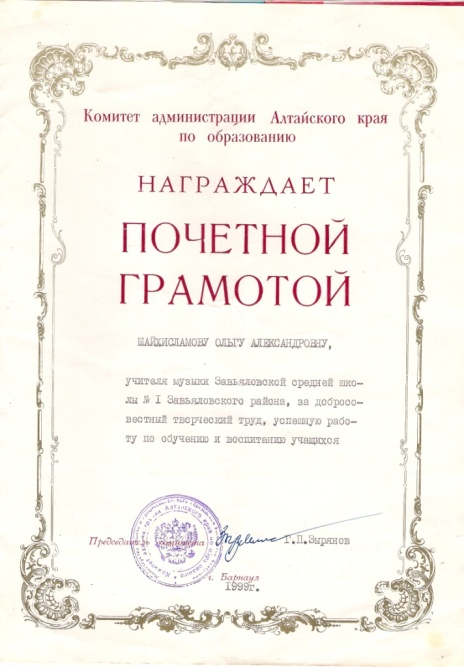 Комитет администрации Алтайского края
по образованию
НАГРАЖДАЕТ
ПОЧЕТНОЙ
ГРАМОТОЙ
ШАЙХИСЛАМОВУ ОЛЬГУ АЛЕКСАНДРОВНУ,
учителя музыки Завьяловской средней шко-
лы № I Завьяловского района, за добросо-
вестный творческий труд, успешную рабо-
ту по обучению и воспитанию учащихся
Председатель комитета Г.П.Зырянов
г. Барнаул
1999г.